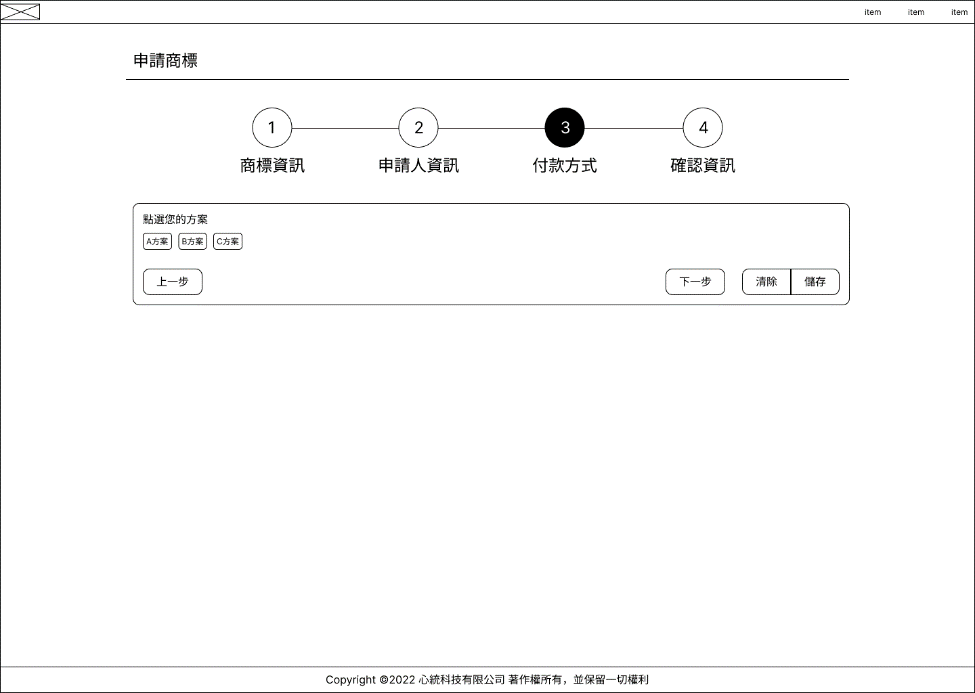 item item item
申請商標
1 2 3 4
商標資訊 申請人資訊 付款方式 確認資訊
點選您的方案
A方案 B方案 C方案
上一步 下一步 清除 儲存
Copyright ©2022 心統科技有限公司 著作權所有，並保留一切權利